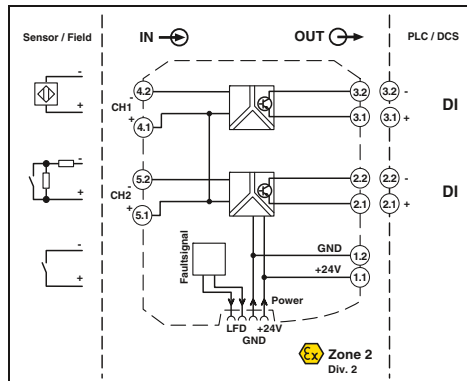 Sensor / Field
IN
OUT
PLC / DCS
-
+
-
+
-
+
4.2
-
CH1
+
4.1
5.2
-
CH2
+
5.1
3.2
3.1
2.2
2.1
3.2 -
3.1 +
DI
2.2 -
2.1 +
DI
GND
1.2
+24V
1.1
Faultsignal
Power
LFD
+24V
GND
Ex Zone 2
Div. 2